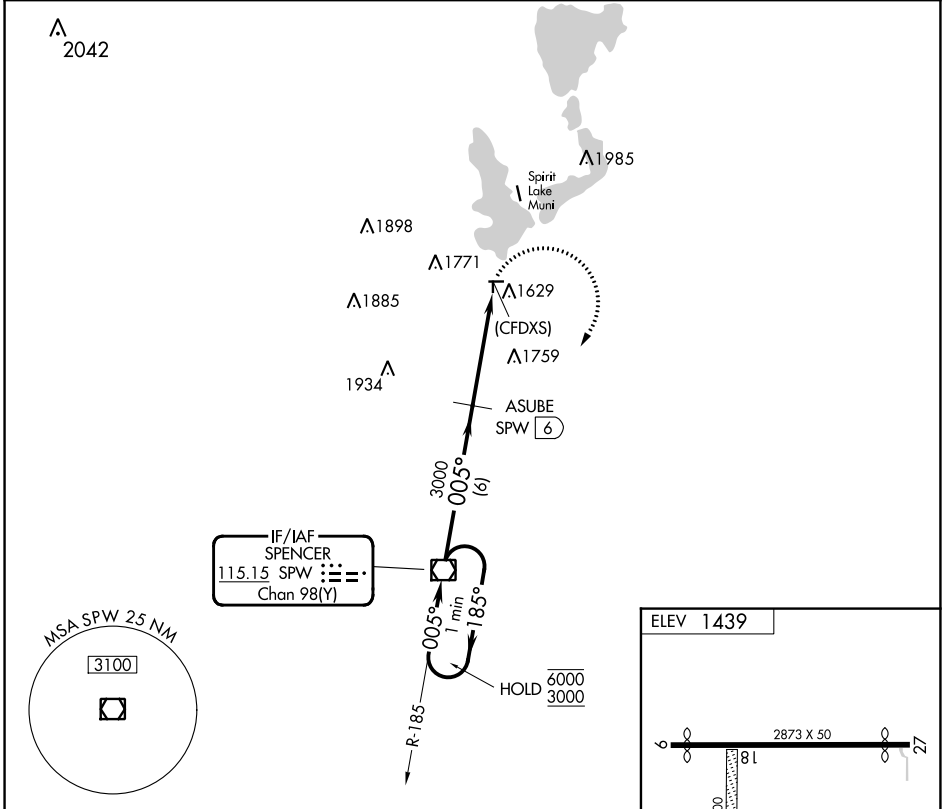 2042
1985
Spirit
Lake
Muni
1898
1771
1885
1629
(CFDXS)
1759
1934
ASUBE
SPW 6
3000
005°
(6)
IF/IAF
SPENCER
115.15 SPW
Chan 98(Y)
005°
1 min
185°
HOLD 6000
3000
R-185
MSA SPW 25 NM
3100
ELEV 1439
2873 X 50
9
27
18